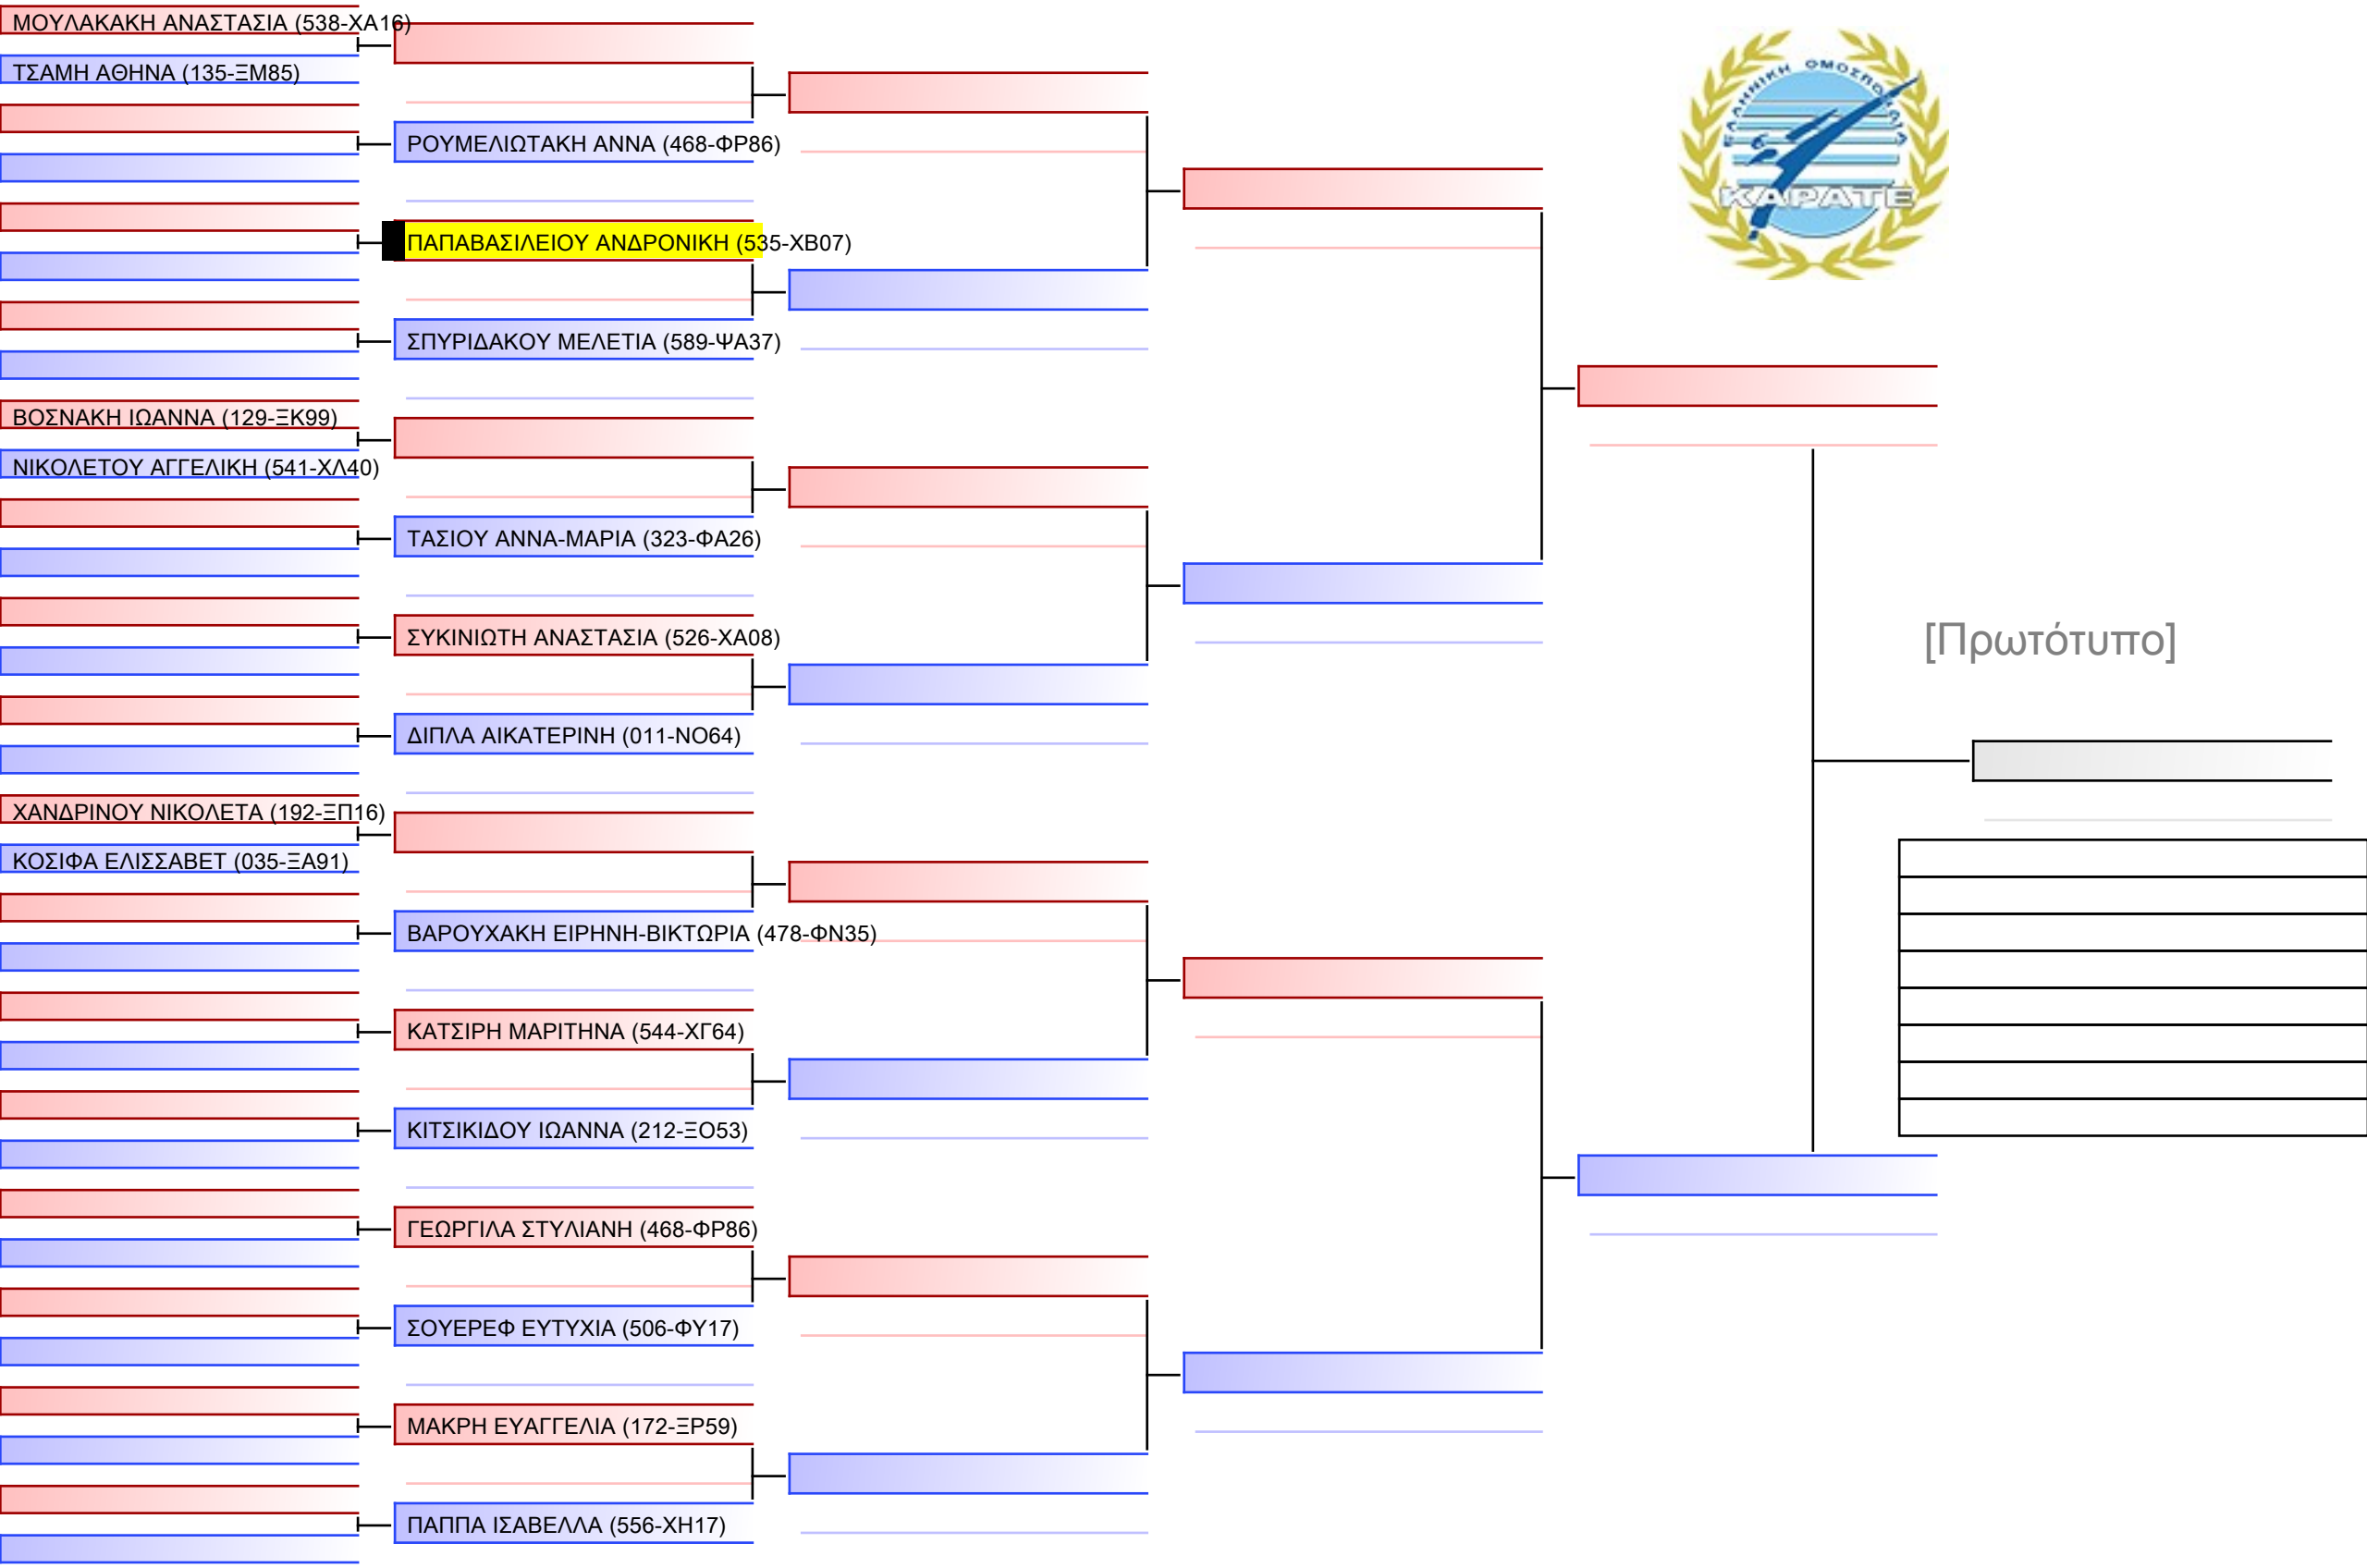 ΜΟΥΛΑΚΑΚΗ ΑΝΑΣΤΑΣΙΑ (538-ΧΑ16)
ΤΣΑΜΗ ΑΘΗΝΑ (135-ΞΜ85)
ΡΟΥΜΕΛΙΩΤΑΚΗ ΑΝΝΑ (468-ΦΡ86)
ΠΑΠΑΒΑΣΙΛΕΙΟΥ ΑΝΔΡΟΝΙΚΗ (535-ΧΒ07)
ΣΠΥΡΙΔΑΚΟΥ ΜΕΛΕΤΙΑ (589-ΨΑ37)
ΒΟΣΝΑΚΗ ΙΩΑΝΝΑ (129-ΞΚ99)
ΝΙΚΟΛΕΤΟΥ ΑΓΓΕΛΙΚΗ (541-ΧΛ40)
ΤΑΣΙΟΥ ΑΝΝΑ-ΜΑΡΙΑ (323-ΦΑ26)
ΣΥΚΙΝΙΩΤΗ ΑΝΑΣΤΑΣΙΑ (526-ΧΑ08)
ΔΙΠΛΑ ΑΙΚΑΤΕΡΙΝΗ (011-ΝΟ64)
ΧΑΝΔΡΙΝΟΥ ΝΙΚΟΛΕΤΑ (192-ΞΠ16)
ΚΟΣΙΦΑ ΕΛΙΣΣΑΒΕΤ (035-ΞΑ91)
ΒΑΡΟΥΧΑΚΗ ΕΙΡΗΝΗ-ΒΙΚΤΩΡΙΑ (478-ΦΝ35)
ΚΑΤΣΙΡΗ ΜΑΡΙΤΗΝΑ (544-ΧΓ64)
ΚΙΤΣΙΚΙΔΟΥ ΙΩΑΝΝΑ (212-ΞΟ53)
ΓΕΩΡΓΙΛΑ ΣΤΥΛΙΑΝΗ (468-ΦΡ86)
ΣΟΥΕΡΕΦ ΕΥΤΥΧΙΑ (506-ΦΥ17)
ΜΑΚΡΗ ΕΥΑΓΓΕΛΙΑ (172-ΞΡ59)
ΠΑΠΠΑ ΙΣΑΒΕΛΛΑ (556-ΧΗ17)
ΕΛΛΗΝΙΚΗ ΟΜΟΣΠΟΝΔΙΑ
ΚΑΡΑΤΕ
[Πρωτότυπο]